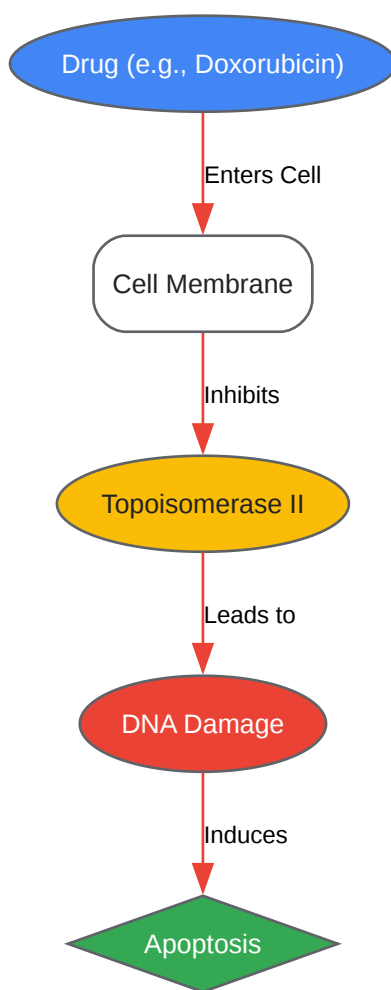 Drug (e.g., Doxorubicin)
Enters Cell
Cell Membrane
Inhibits
Topoisomerase II
Leads to
DNA Damage
Induces
Apoptosis